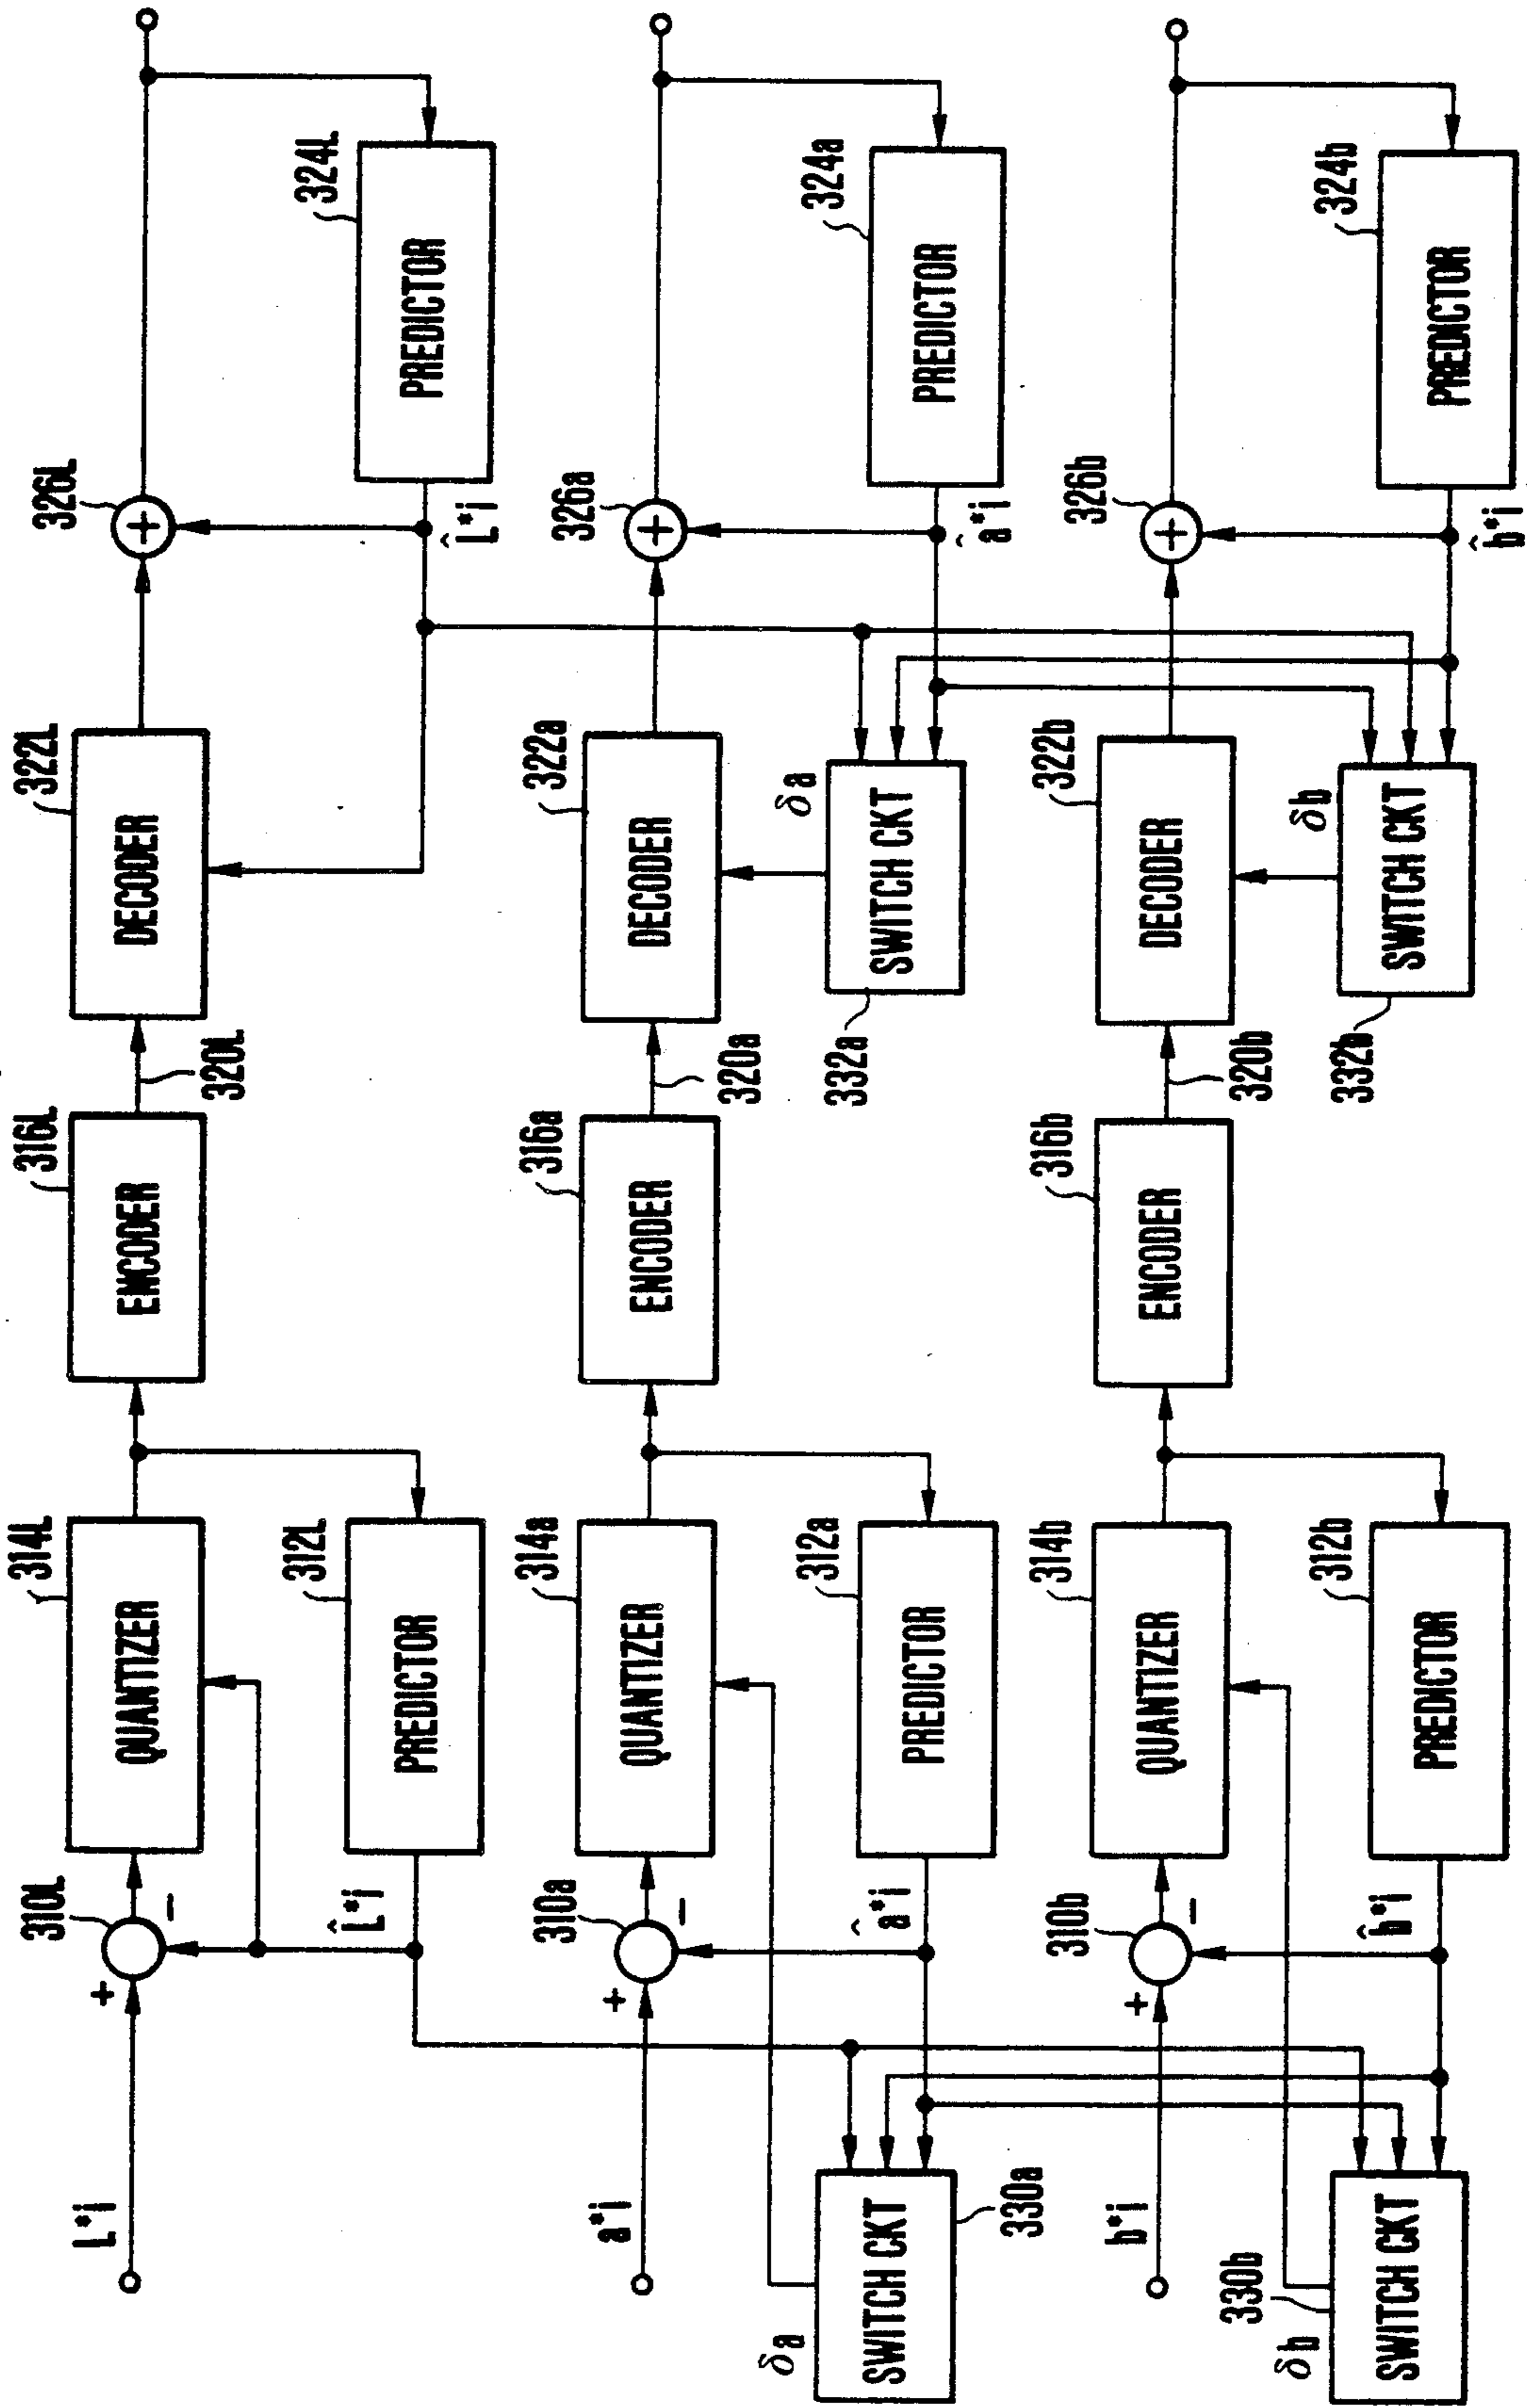 L*i
+
310L
−
314L
QUANTIZER
316L
ENCODER
320L
322L
DECODER
326L
+
L̂*i
312L
PREDICTOR
L̂*i
324L
PREDICTOR
a*i
+
310a
−
314a
QUANTIZER
316a
ENCODER
320a
322a
DECODER
326a
+
â*i
312a
PREDICTOR
â*i
324a
PREDICTOR
δa
SWITCH CKT
330a
332a
SWITCH CKT
δa
b*i
+
310b
−
314b
QUANTIZER
316b
ENCODER
320b
322b
DECODER
326b
+
b̂*i
312b
PREDICTOR
b̂*i
324b
PREDICTOR
δb
330b
SWITCH CKT
332b
SWITCH CKT
δb